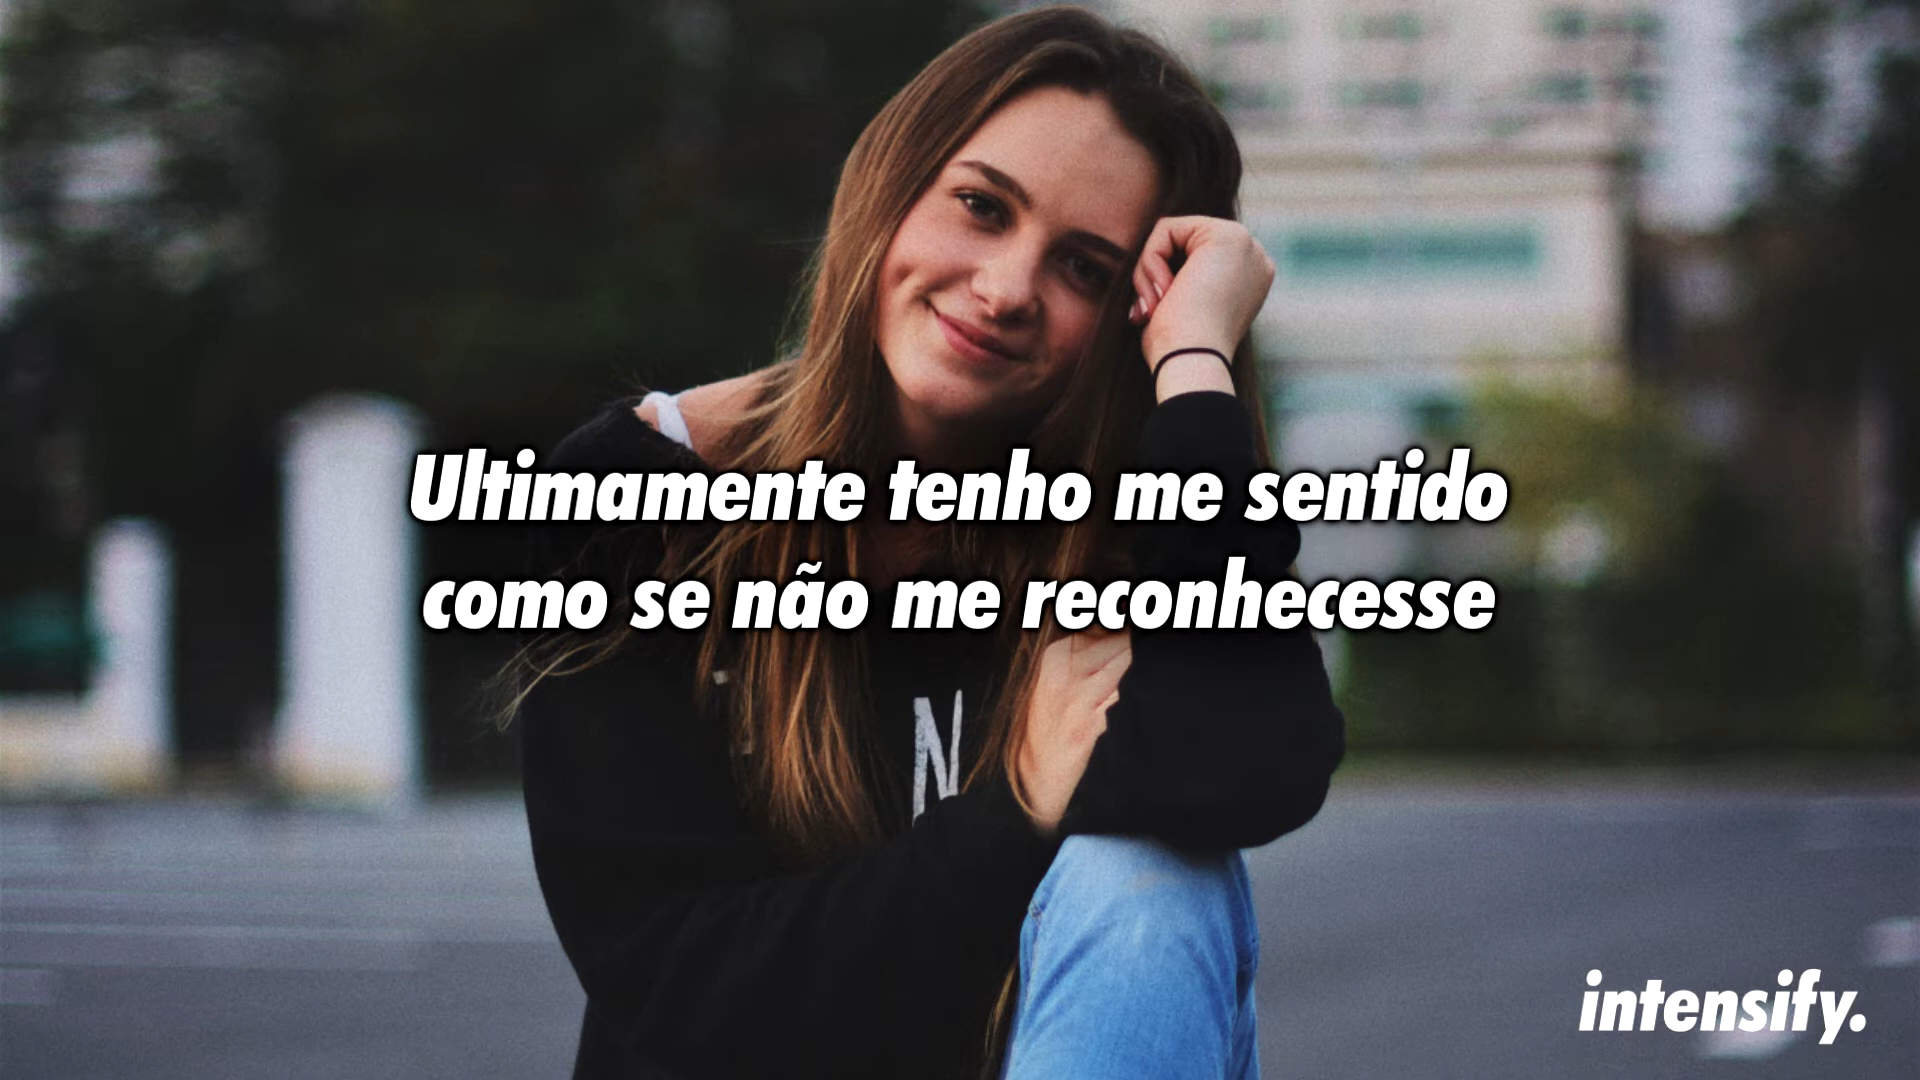 Ultimamente tenho me sentido
como se não me reconhecesse
N
intensify.